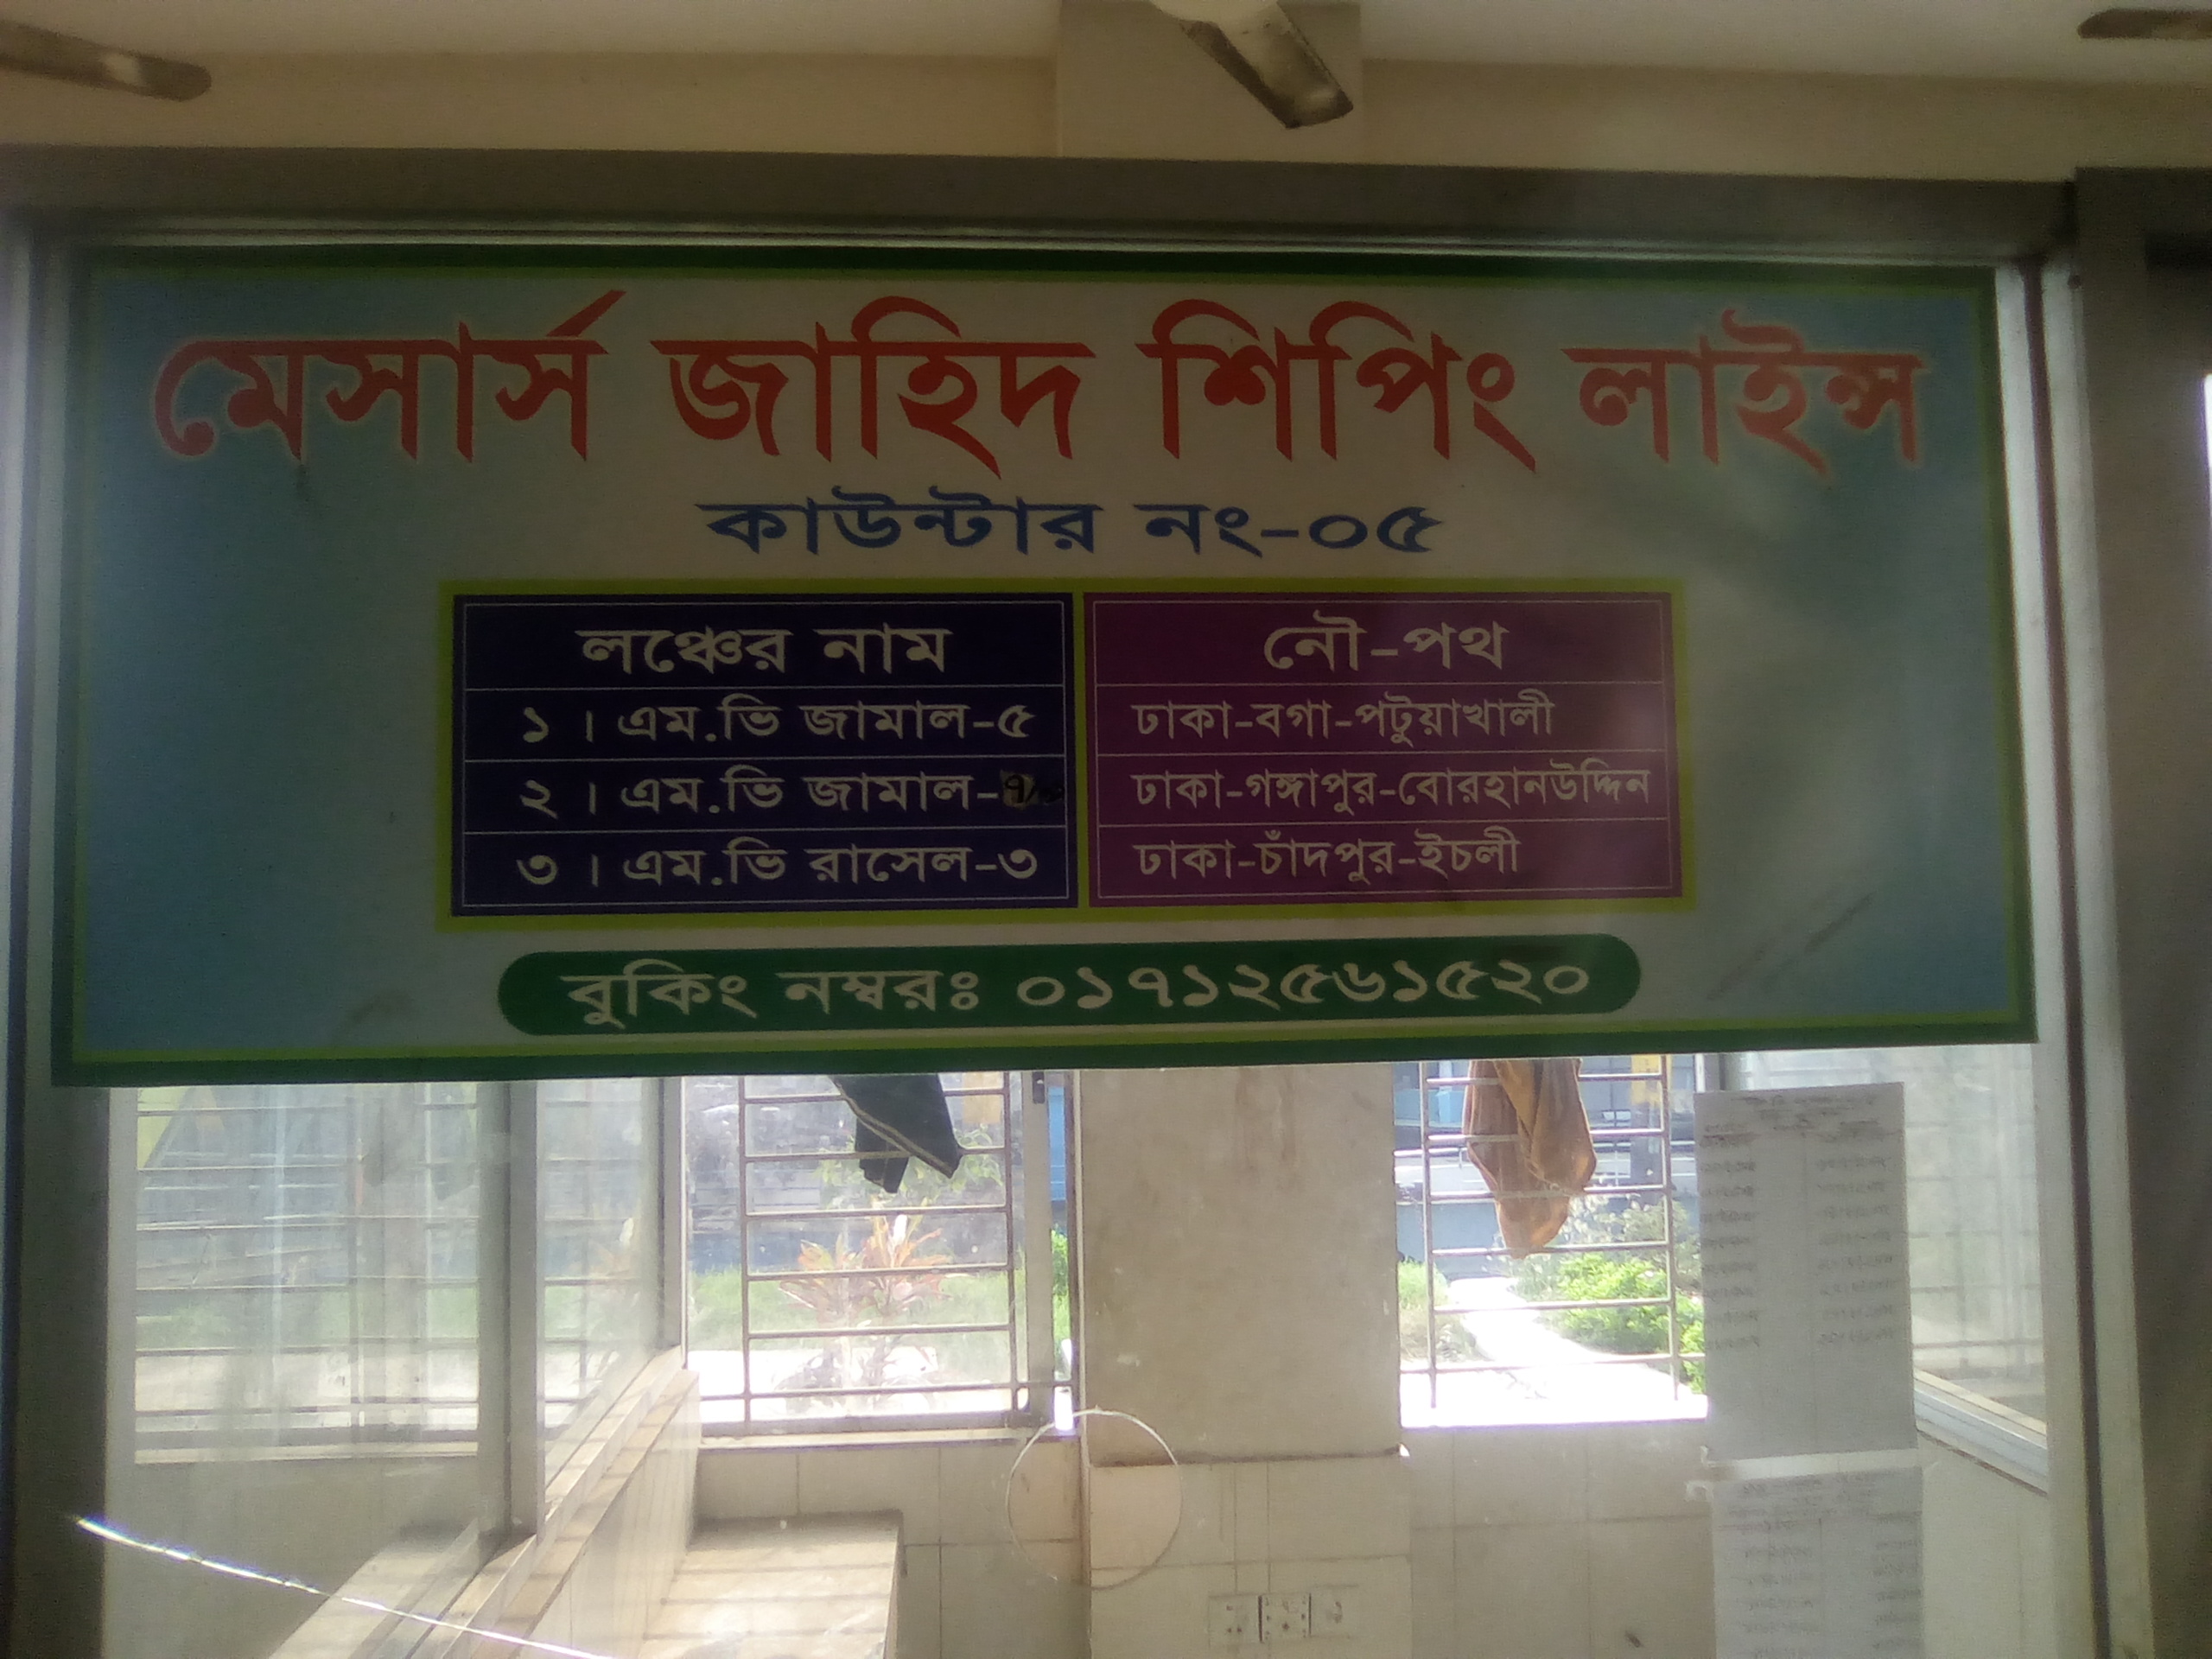 মেসার্স জাহিদ শিপিং লাইন্স
কাউন্টার নং-০৫
লঞ্চের নাম নৌ-পথ
১। এম.ভি জামাল-৫ ঢাকা-বগা-পটুয়াখালী
২। এম.ভি জামাল- ঢাকা-গঙ্গাপুর-বোরহানউদ্দিন
৩। এম.ভি রাসেল-৩ ঢাকা-চাঁদপুর-ইচলী
বুকিং নম্বরঃ ০১৭১২৫৬১৫২০